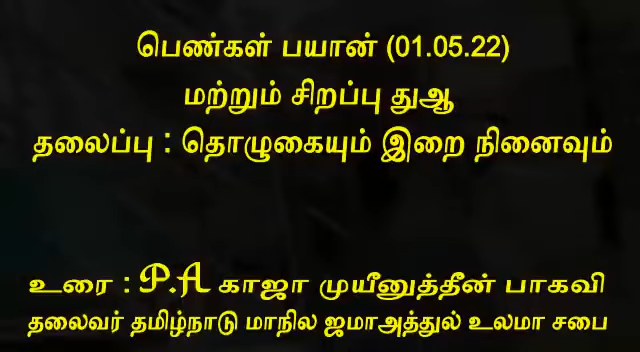 பெண்கள் பயான் (01.05.22)
மற்றும் சிறப்பு துஆ
தலைப்பு : தொழுகையும் இறை நினைவும்
உரை : P.A காஜா முயீனுத்தீன் பாகவி
தலைவர் தமிழ்நாடு மாநில ஜமாஅத்துல் உலமா சபை